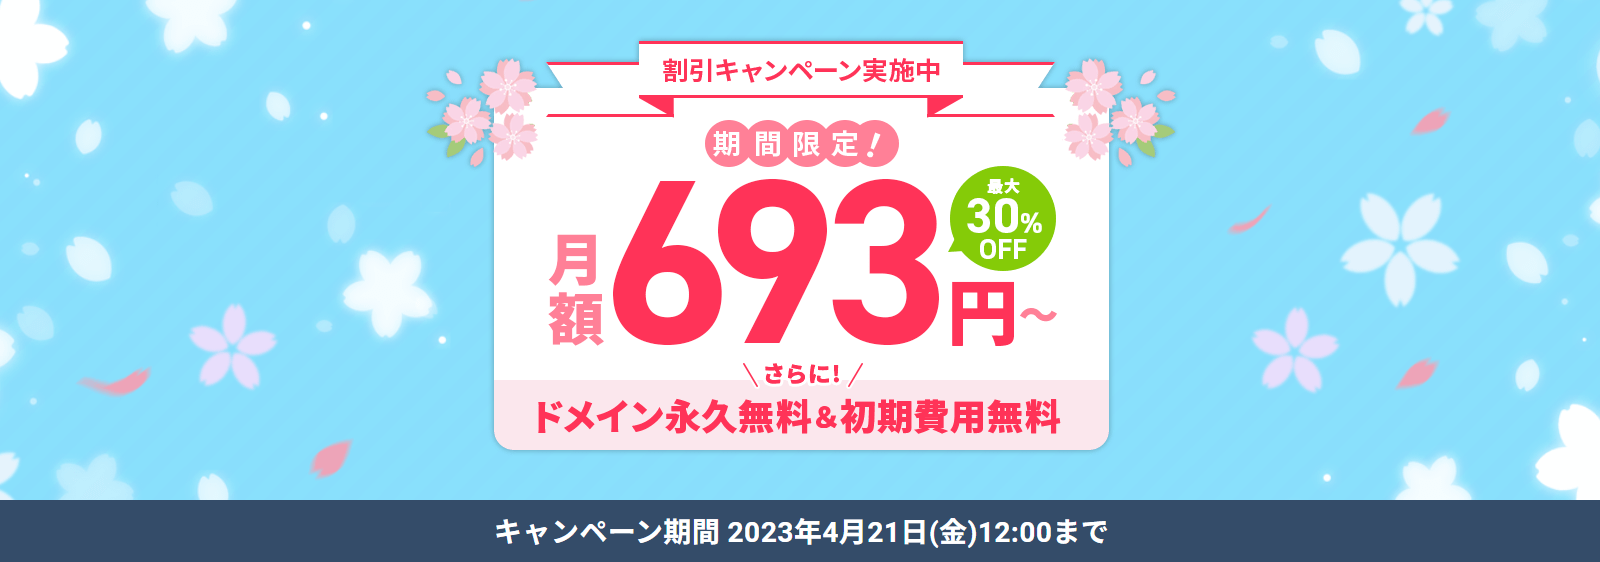 割引キャンペーン実施中
期間限定!
月額693円～
最大
30%
OFF
さらに!
ドメイン永久無料&初期費用無料
キャンペーン期間 2023年4月21日(金)12:00まで